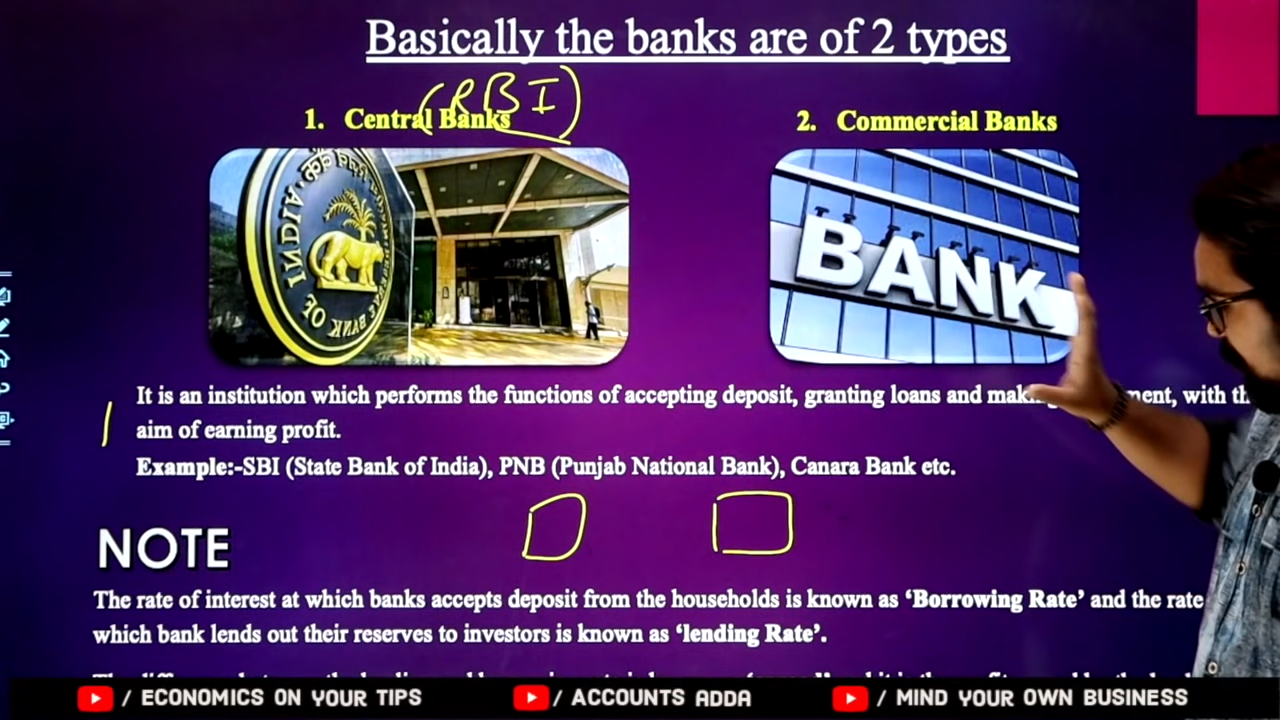 Basically the banks are of 2 types
(RBI)
1. Central Banks
2. Commercial Banks
INDIA
BANK OF
BANK
It is an institution which performs the functions of accepting deposit, granting loans and with
aim of earning profit.
Example:-SBI (State Bank of India), PNB (Punjab National Bank), Canara Bank etc.
NOTE
The rate of interest at which banks accepts deposit from the households is known as ‘Borrowing Rate’ and the rate
which bank lends out their reserves to investors is known as ‘lending Rate’.
/ ECONOMICS ON YOUR TIPS
/ ACCOUNTS ADDA
/ MIND YOUR OWN BUSINESS